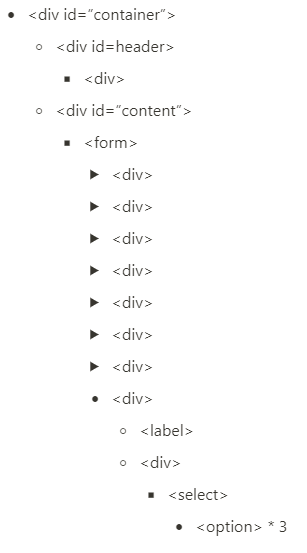 <div id="container">
<div id=header>
<div>
<div id="content">
<form>
<div>
<div>
<div>
<div>
<div>
<div>
<div>
<div>
<label>
<div>
<select>
<option> * 3